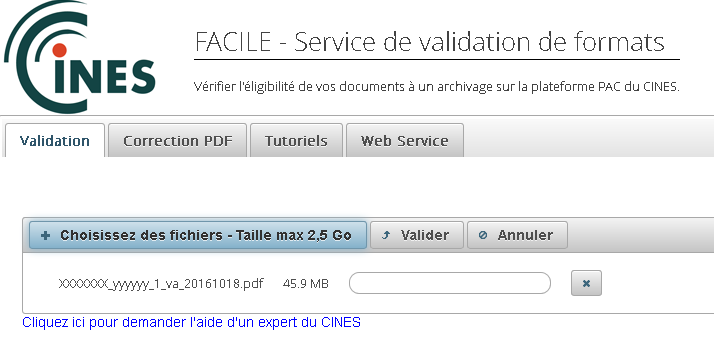 CINES
FACILE - Service de validation de formats
Vérifier l'éligibilité de vos documents à un archivage sur la plateforme PAC du CINES.
Validation Correction PDF Tutoriels Web Service
Choisissez des fichiers - Taille max 2,5 Go Valider Annuler
XXXXXXX_yyyyyy_1_va_20161018.pdf 45.9 MB
Cliquez ici pour demander l'aide d'un expert du CINES